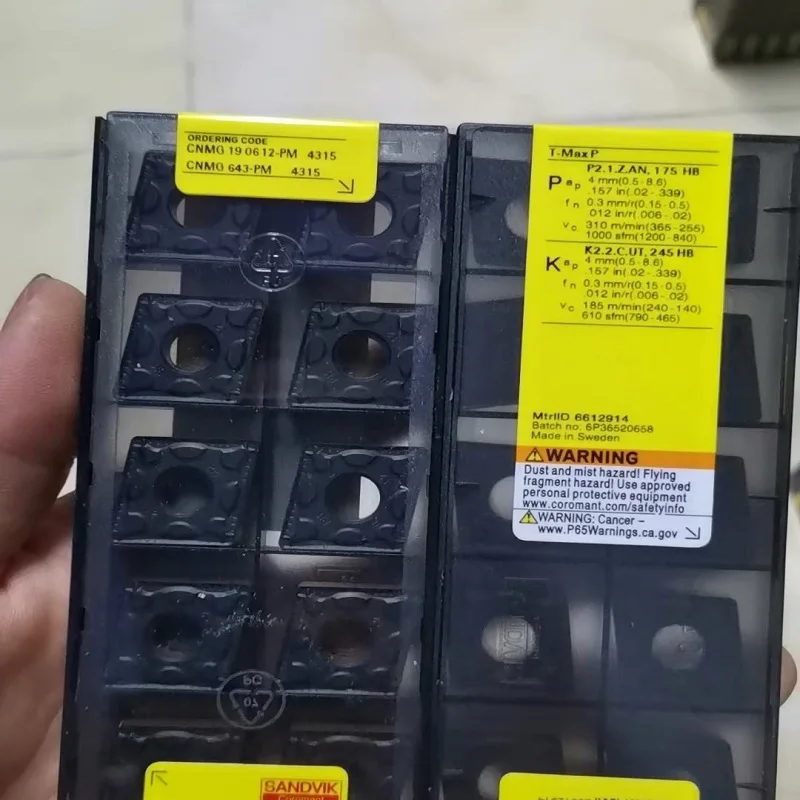 ORDERING CODE
CNMG 19 06 12-PM 4315
CNMG 643-PM 4315
T-Max P
P2.1.Z.AN, 175 HB
P ap 4 mm(0.5 - 8.6)
.157 in(.02 - .339)
fn 0.3 mm/r(0.15-0.5)
.012 in/r(.006 - .02)
vc 310 m/min(365 - 255)
1000 sfm(1200 - 840)
K2.2.C.UT, 245 HB
K ap 4 mm(0.5 - 8.6)
.157 in(.02 - .339)
fn 0.3 mm/r(0.15-0.5)
.012 in/r(.006 - .02)
vc 185 m/min(240 - 140)
610 sfm(790 - 465)
MtrlID 6612914
Batch no: 6P36520658
Made in Sweden
WARNING
Dust and mist hazard! Flying
fragment hazard! Use approved
personal protective equipment
www.coromant.com/safetyinfo
WARNING: Cancer –
www.P65Warnings.ca.gov
PG
20
SANDVIK
Coromant